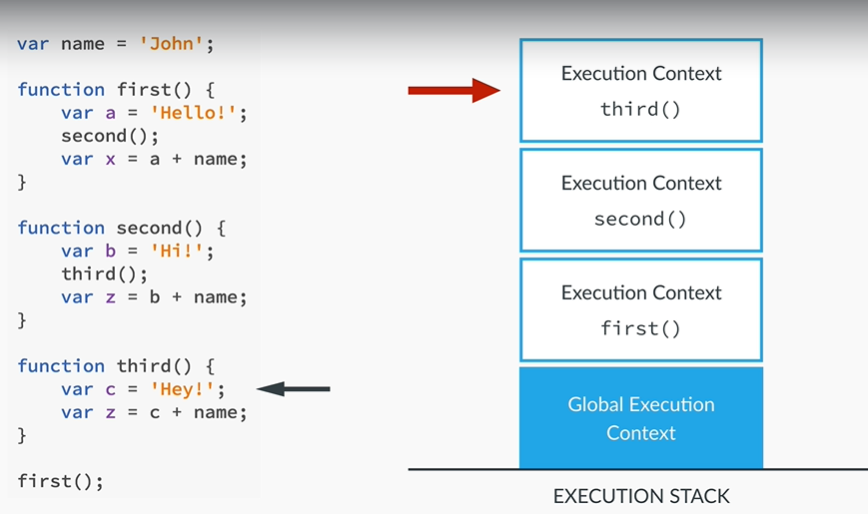 var name = 'John';
function first() {
var a = 'Hello!';
second();
var x = a + name;
}
function second() {
var b = 'Hi!';
third();
var z = b + name;
}
function third() {
var c = 'Hey!';
var z = c + name;
}
first();
Execution Context
third()
Execution Context
second()
Execution Context
first()
Global Execution
Context
EXECUTION STACK